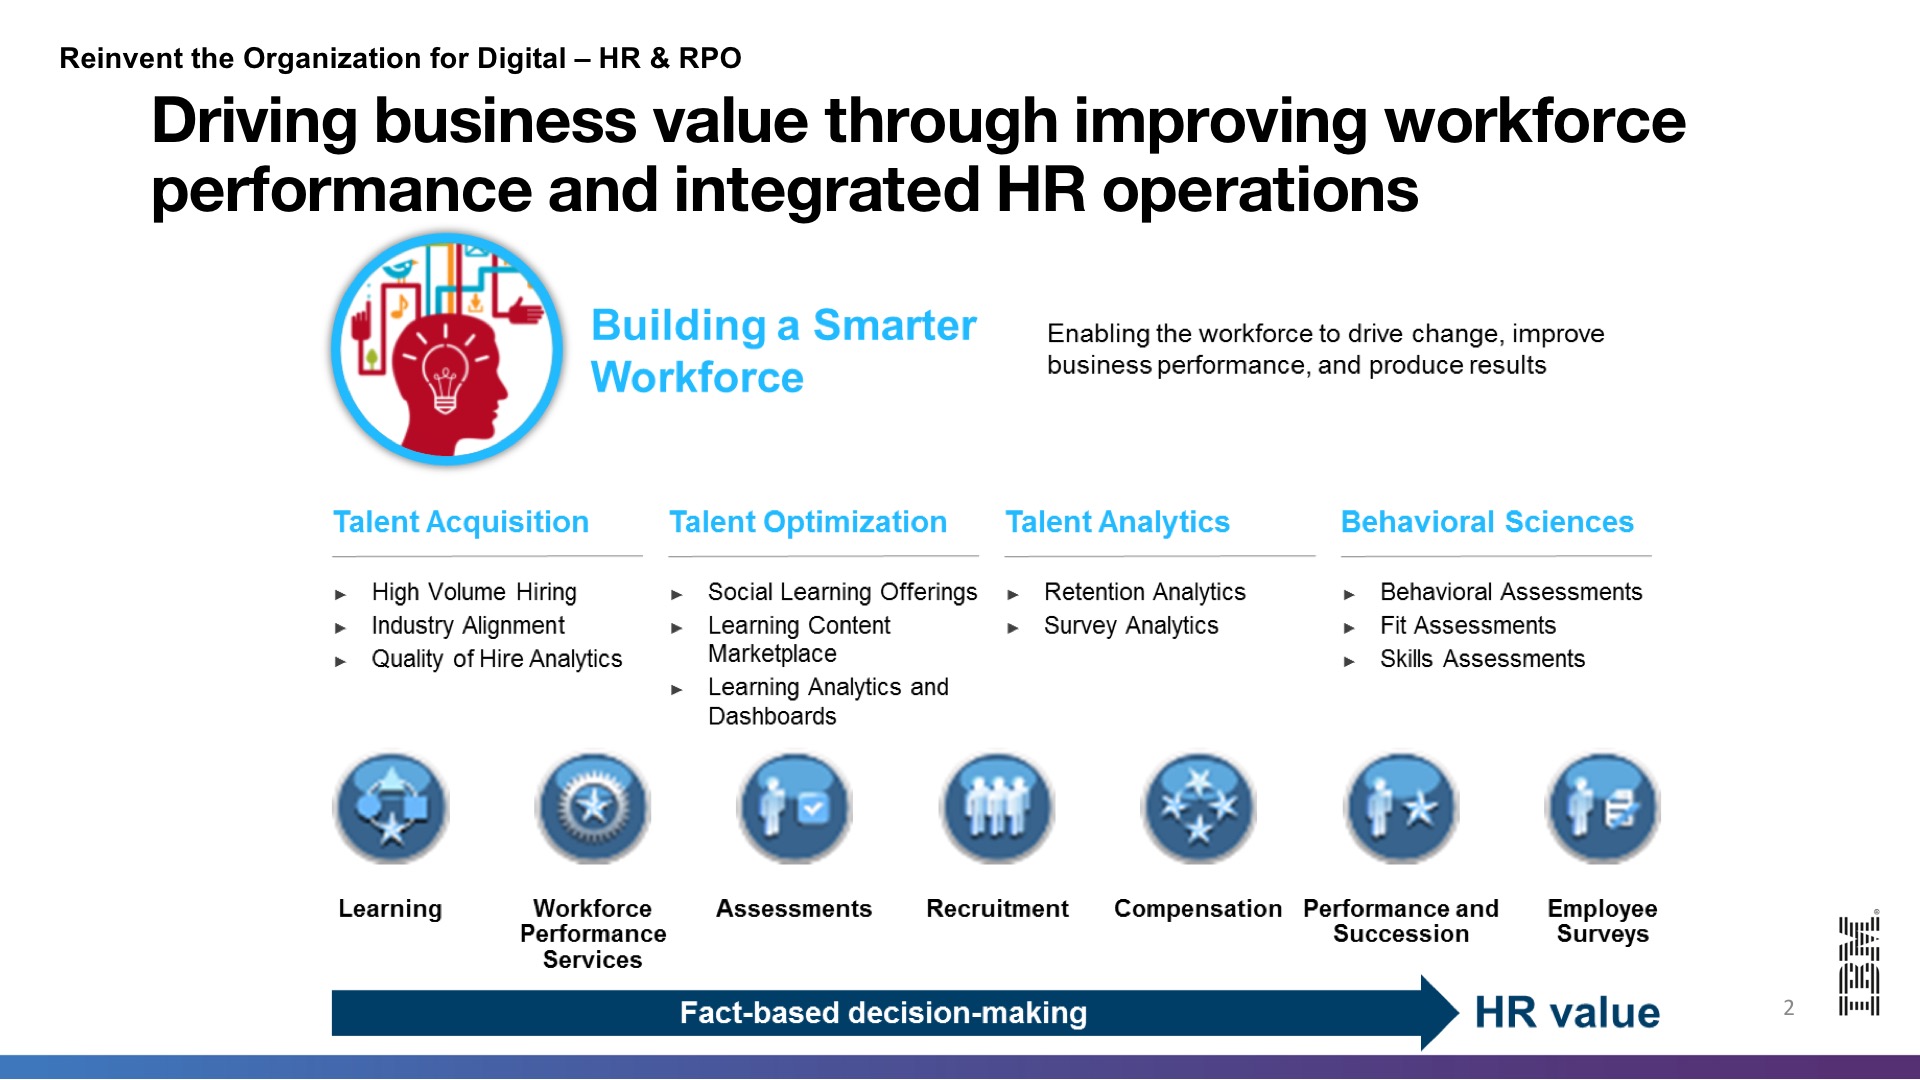 Reinvent the Organization for Digital – HR & RPO
Driving business value through improving workforce
performance and integrated HR operations
Building a Smarter
Workforce
Enabling the workforce to drive change, improve
business performance, and produce results
Talent Acquisition
► High Volume Hiring
► Industry Alignment
► Quality of Hire Analytics
Talent Optimization
► Social Learning Offerings
► Learning Content
Marketplace
► Learning Analytics and
Dashboards
Talent Analytics
► Retention Analytics
► Survey Analytics
Behavioral Sciences
► Behavioral Assessments
► Fit Assessments
► Skills Assessments
Learning
Workforce
Performance
Services
Assessments
Recruitment
Compensation
Performance and
Succession
Employee
Surveys
Fact-based decision-making
HR value
2
IBM®